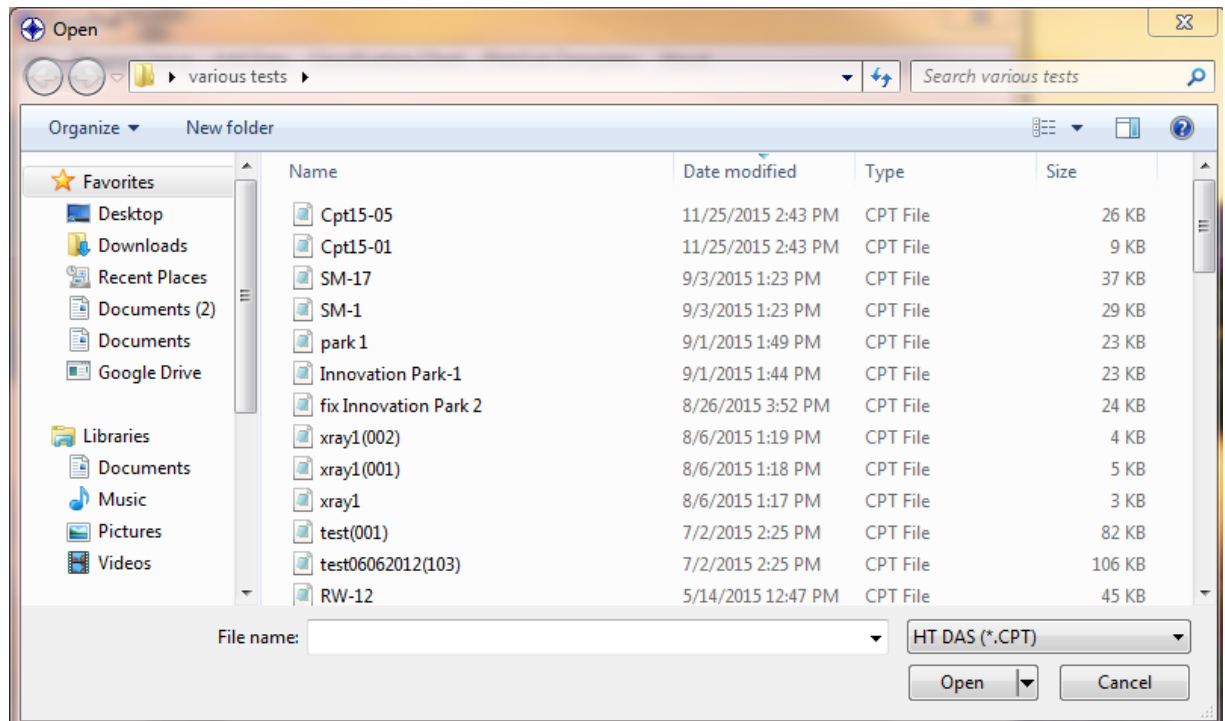 Open
various tests
Search various tests
Organize New folder
Name Date modified Type Size
Favorites
Desktop
Downloads
Recent Places
Documents (2)
Documents
Google Drive
Libraries
Documents
Music
Pictures
Videos
Cpt15-05 11/25/2015 2:43 PM CPT File 26 KB
Cpt15-01 11/25/2015 2:43 PM CPT File 9 KB
SM-17 9/3/2015 1:23 PM CPT File 37 KB
SM-1 9/3/2015 1:23 PM CPT File 29 KB
park 1 9/1/2015 1:49 PM CPT File 23 KB
Innovation Park-1 9/1/2015 1:44 PM CPT File 23 KB
fix Innovation Park 2 8/26/2015 3:52 PM CPT File 24 KB
xray1(002) 8/6/2015 1:19 PM CPT File 4 KB
xray1(001) 8/6/2015 1:18 PM CPT File 5 KB
xray1 8/6/2015 1:17 PM CPT File 3 KB
test(001) 7/2/2015 2:25 PM CPT File 82 KB
test06062012(103) 7/2/2015 2:25 PM CPT File 106 KB
RW-12 5/14/2015 12:47 PM CPT File 45 KB
File name: HT DAS (*.CPT)
Open Cancel